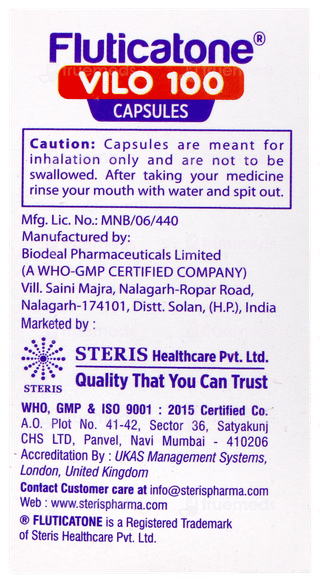 Fluticatone®
VILO 100
CAPSULES
Caution: Capsules are meant for
inhalation only and are not to be
swallowed. After taking your medicine
rinse your mouth with water and spit out.
Mfg. Lic. No.: MNB/06/440
Manufactured by:
Biodeal Pharmaceuticals Limited
(A WHO-GMP CERTIFIED COMPANY)
Vill. Saini Majra, Nalagarh-Ropar Road,
Nalagarh-174101, Distt. Solan, (H.P.), India
Marketed by :
STERIS Healthcare Pvt. Ltd.
Quality That You Can Trust
STERIS
WHO, GMP & ISO 9001 : 2015 Certified Co.
A.O. Plot No. 41-42, Sector 36, Satyakunj
CHS LTD, Panvel, Navi Mumbai - 410206
Accreditation By : UKAS Management Systems,
London, United Kingdom
Contact Customer care at info@sterispharma.com
Web : www.sterispharma.com
® FLUTICATONE is a Registered Trademark
of Steris Healthcare Pvt. Ltd.